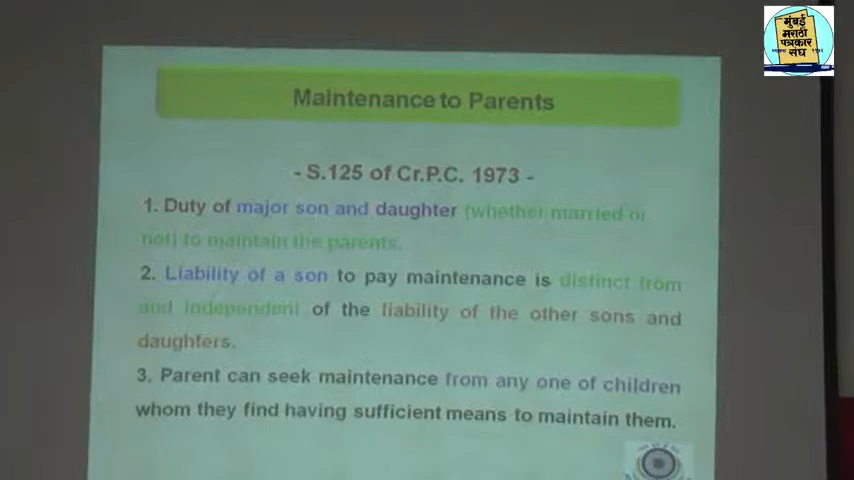 मुंबई
मराठी
पत्रकार
संघ
Maintenance to Parents
- S.125 of Cr.P.C. 1973 -
1. Duty of major son and daughter (whether married or
not) to maintain the parents.
2. Liability of a son to pay maintenance is distinct from
and independent of the liability of the other sons and
daughters.
3. Parent can seek maintenance from any one of children
whom they find having sufficient means to maintain them.